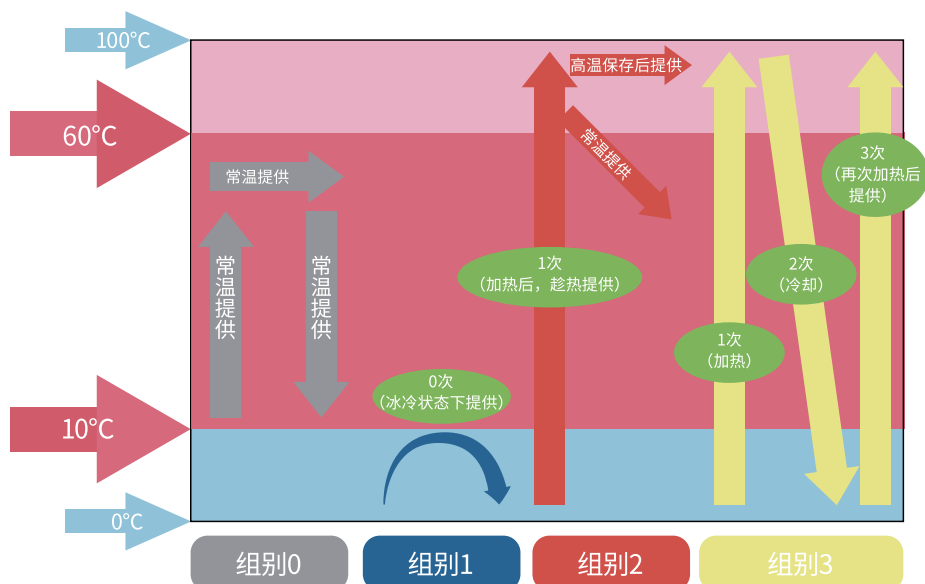 100℃
60℃
10℃
0℃
常温提供
常温提供
常温提供
0次
（冰冷状态下提供）
1次
（加热后，趁热提供）
高温保存后提供
常温提供
1次
（加热）
2次
（冷却）
3次
（再次加热后
提供）
组别0
组别1
组别2
组别3